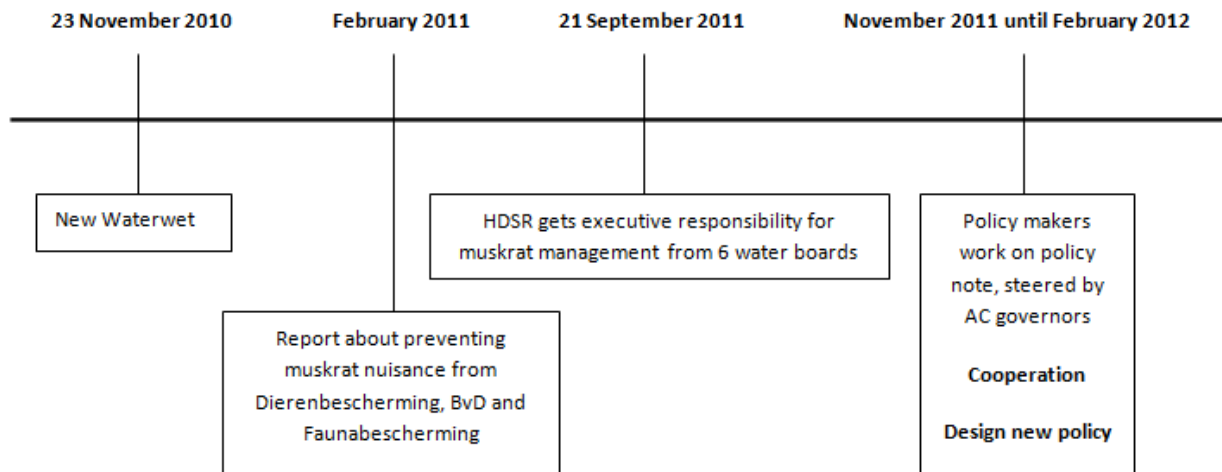 23 November 2010
February 2011
21 September 2011
November 2011 until February 2012
New Waterwet
Report about preventing
muskrat nuisance from
Dierenbescherming, BvD and
Faunabescherming
HDSR gets executive responsibility for
muskrat management from 6 water boards
Policy makers
work on policy
note, steered by
AC governors
Cooperation
Design new policy